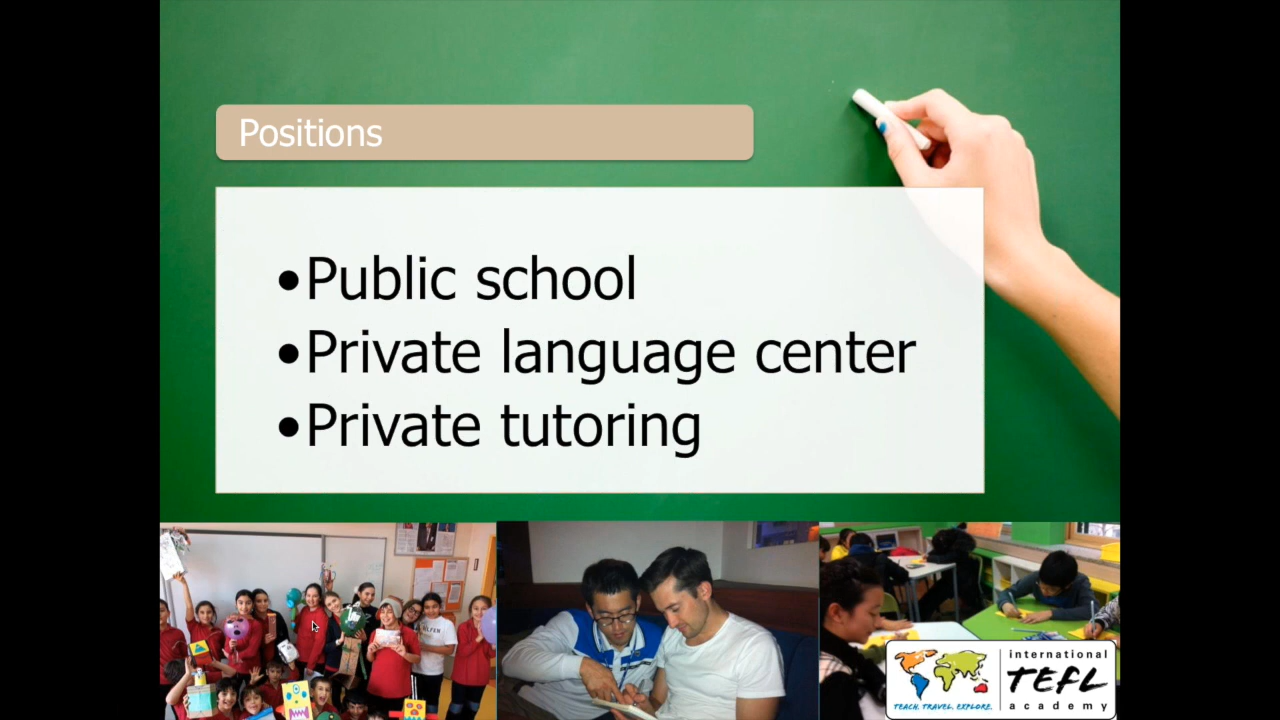 Positions
•Public school
•Private language center
•Private tutoring
international
TEFL
academy
TEACH. TRAVEL. EXPLORE.